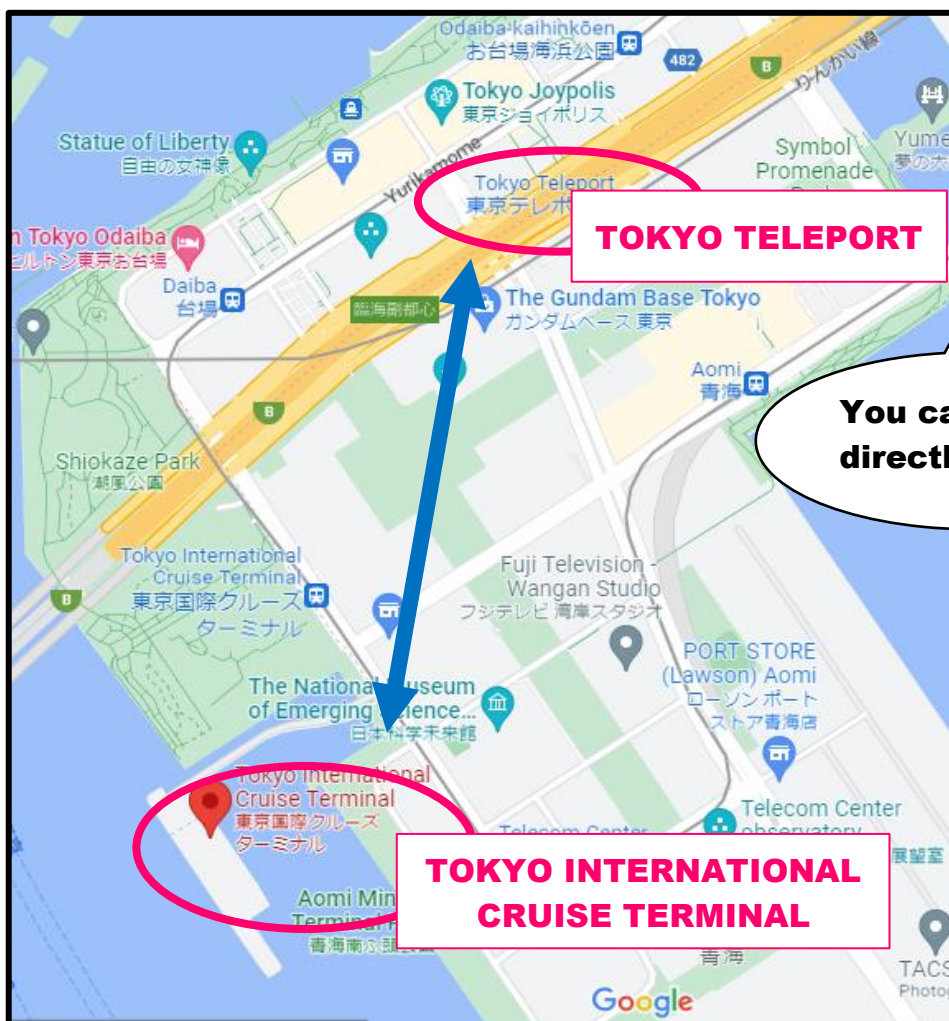 Odaiba-kaihinkōen
お台場海浜公園
482
B
りんかい線
Tokyo Joypolis
東京ジョイポリス
Statue of Liberty
自由の女神像
Yurikamome
Symbol
Promenade
Yume
夢の大
Tokyo Teleport
東京テレポ
TOKYO TELEPORT
Tokyo Odaiba
ヒルトン東京お台場
Daiba
台場
臨海副都心
The Gundam Base Tokyo
ガンダムベース 東京
Aomi
青海
B
You ca
directl
Shiokaze Park
潮風公園
Tokyo International
Cruise Terminal
東京国際クルーズ
ターミナル
B
Fuji Television -
Wangan Studio
フジテレビ 湾岸スタジオ
PORT STORE
(Lawson) Aomi
ローソン ポート
ストア青海店
The National Museum
of Emerging Science...
日本科学未来館
Tokyo International
Cruise Terminal
東京国際クルーズ
ターミナル
Telecom Center
Telecom Center
observatory
展望室
TOKYO INTERNATIONAL
CRUISE TERMINAL
Aomi Min
Terminal
青海南ふ頭
青海
TACS
Photog
Google